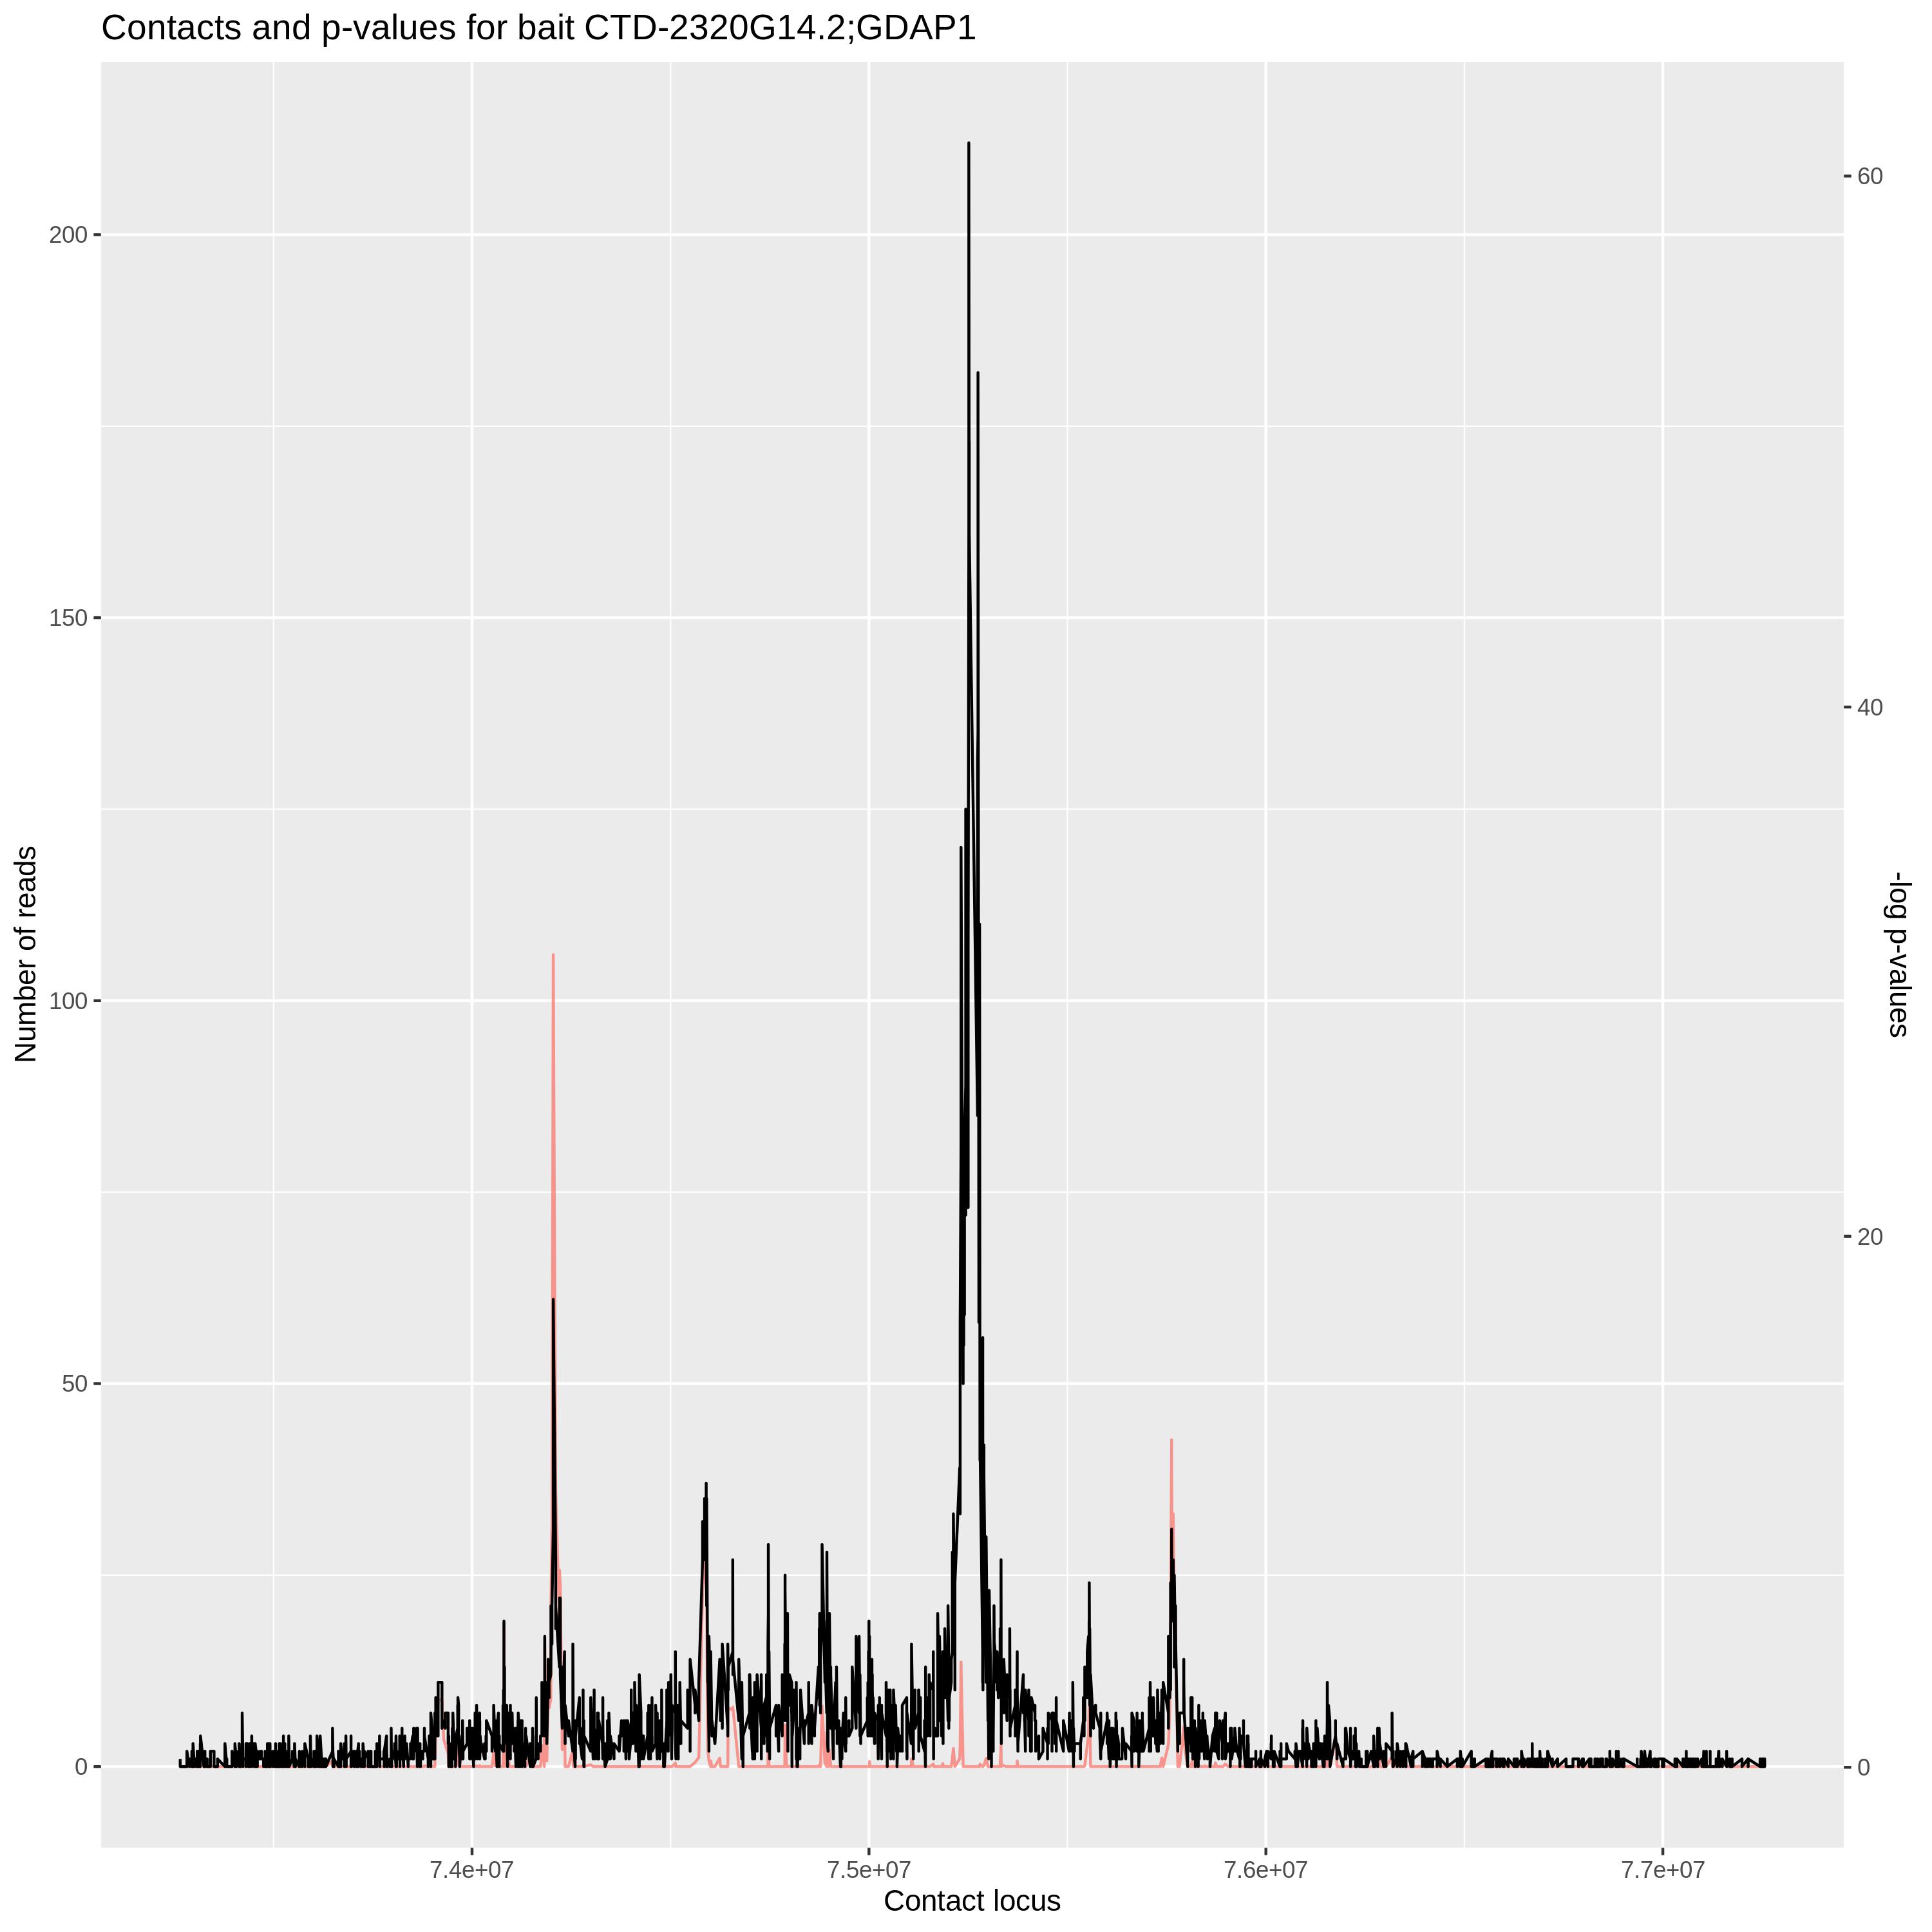 Contacts and p-values for bait CTD-2320G14.2;GDAP1
200
150
100
50
0
Number of reads
60
40
20
0
-log p-values
7.4e+07
7.5e+07
7.6e+07
7.7e+07
Contact locus